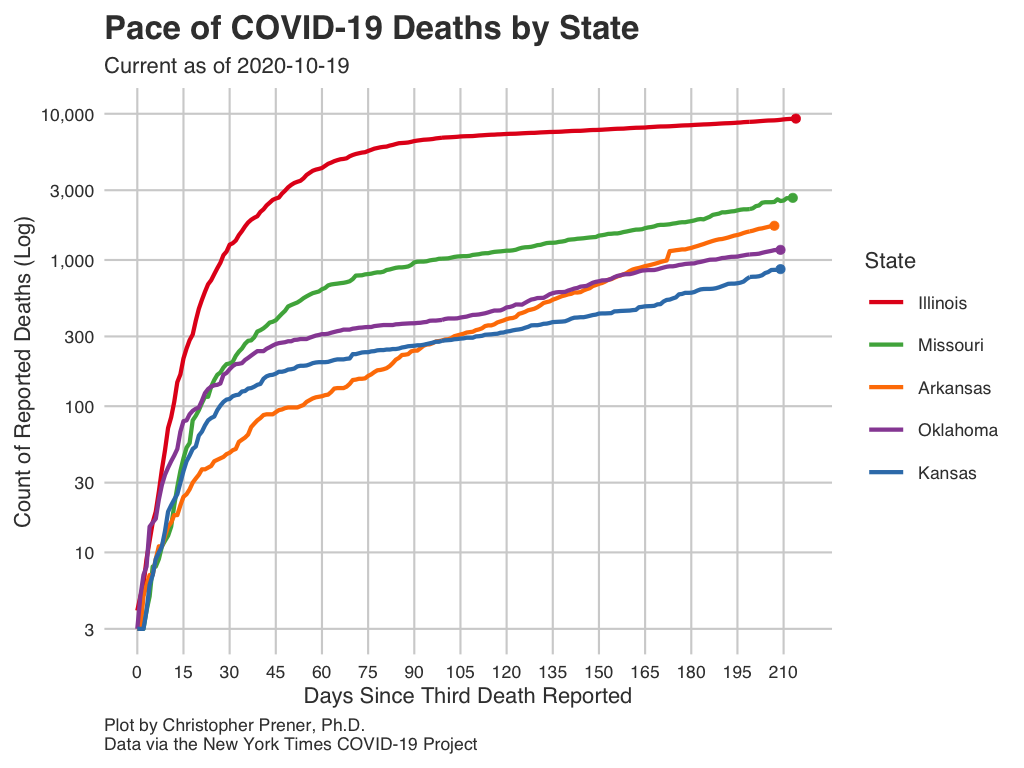 Pace of COVID-19 Deaths by State
Current as of 2020-10-19
Count of Reported Deaths (Log)
10,000
3,000
1,000
300
100
30
10
3
0 15 30 45 60 75 90 105 120 135 150 165 180 195 210
Days Since Third Death Reported
State
Illinois
Missouri
Arkansas
Oklahoma
Kansas
Plot by Christopher Prener, Ph.D.
Data via the New York Times COVID-19 Project